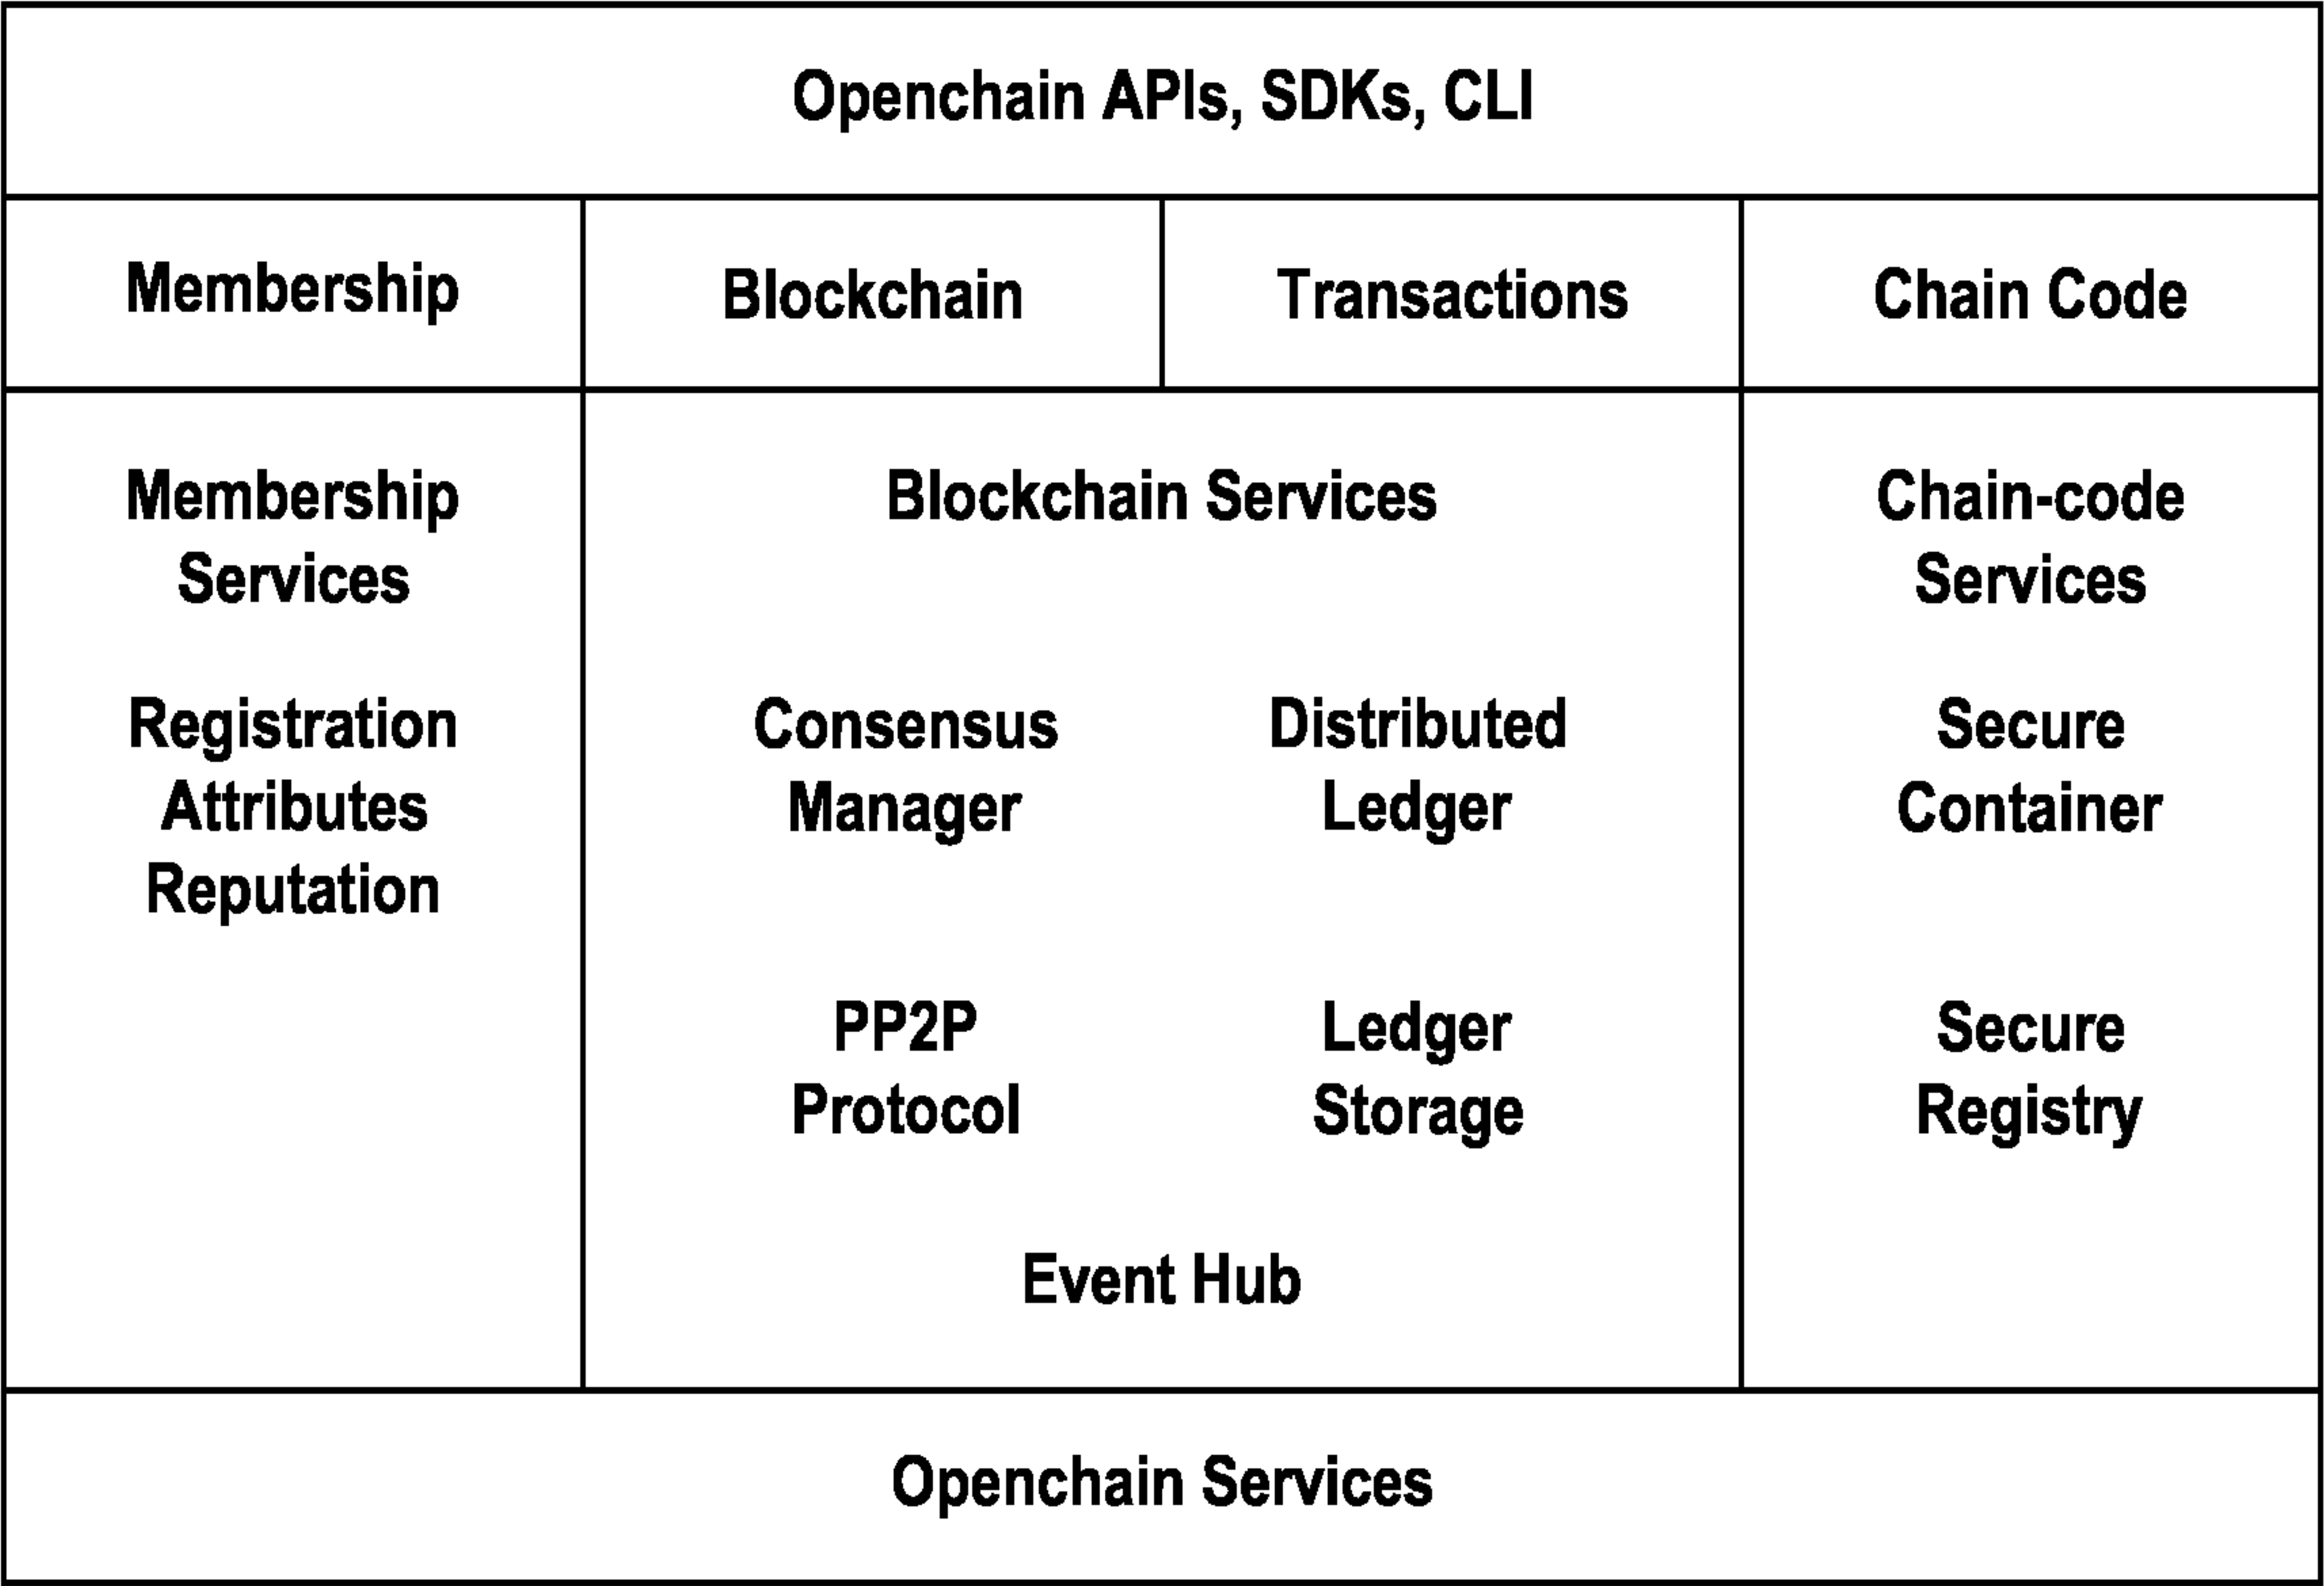 Openchain APIs, SDKs, CLI
Membership
Blockchain
Transactions
Chain Code
Membership
Services
Registration
Attributes
Reputation
Blockchain Services
Consensus
Manager
Distributed
Ledger
PP2P
Protocol
Ledger
Storage
Event Hub
Chain-code
Services
Secure
Container
Secure
Registry
Openchain Services